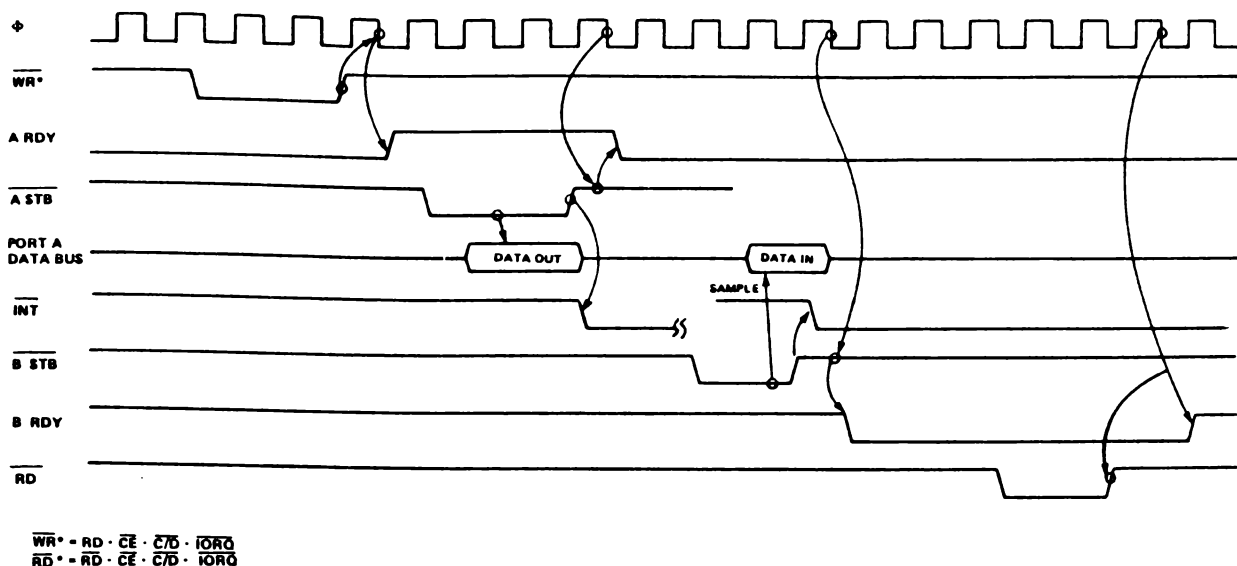 Φ
WR*
A RDY
A STB
PORT A
DATA BUS
DATA OUT
DATA IN
SAMPLE
INT
B STB
B RDY
RD
WR* = RD · CE · C/D · IORQ
RD* = RD · CE · C/D · IORQ